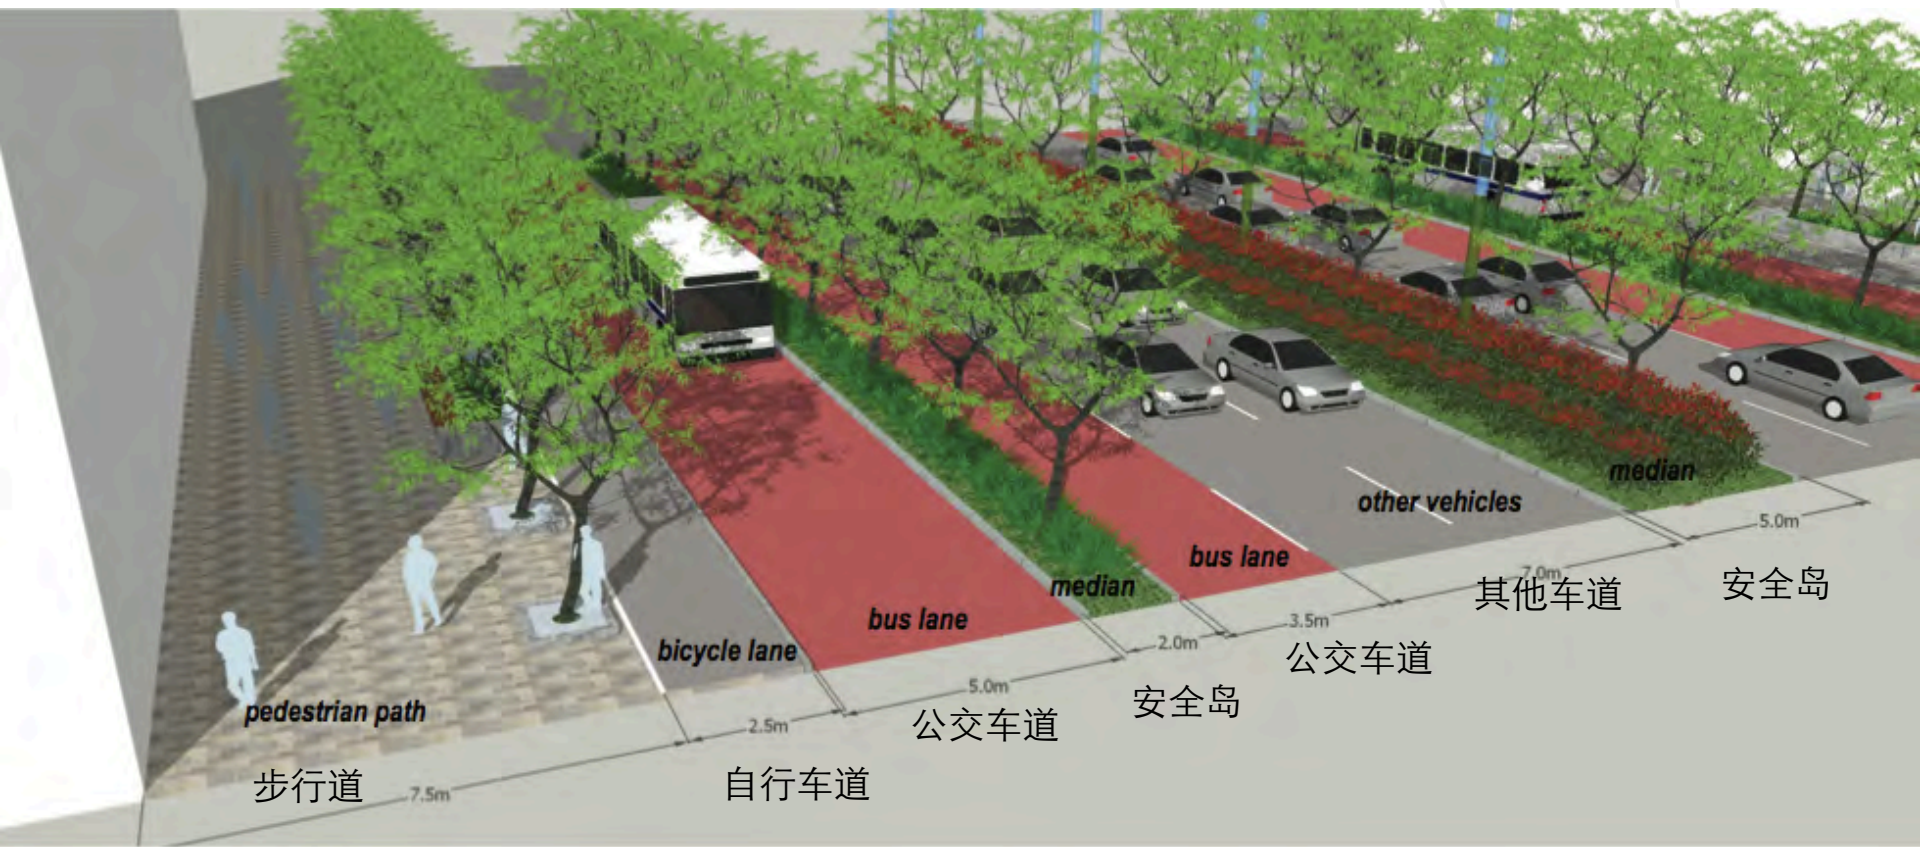 median
other vehicles
5.0m
bus lane
7.0m
其他车道
安全岛
median
3.5m
公交车道
bus lane
2.0m
安全岛
bicycle lane
5.0m
公交车道
pedestrian path
2.5m
自行车道
步行道
7.5m